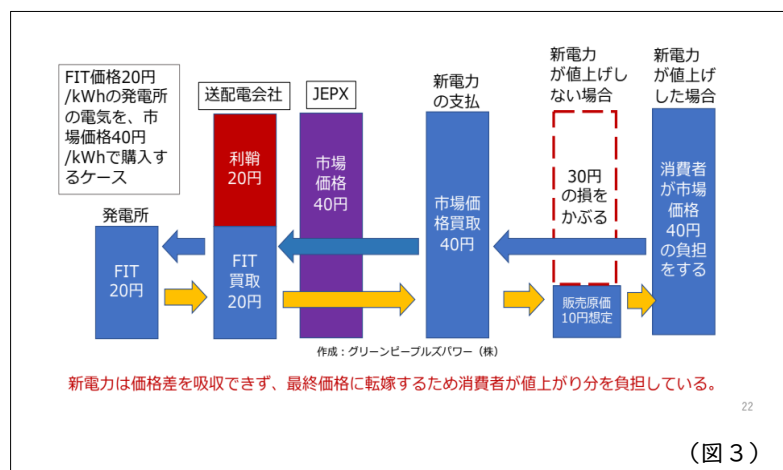 FIT価格20円
/kWhの発電所
の電気を、市
場価格40円
/kWhで購入す
るケース
発電所
FIT
20円
送配電会社
利鞘
20円
FIT
買取
20円
JEPX
市場
価格
40円
新電力
の支払
市場価
格買取
40円
新電力
が値上げし
ない場合
30円
の損を
かぶる
販売原価
10円想定
新電力
が値上げ
した場合
消費者
が市場
価格
40円
の負担
をする
作成：グリーンピープルズパワー（株）
新電力は価格差を吸収できず、最終価格に転嫁するため消費者が値上がり分を負担している。
22
（図３）